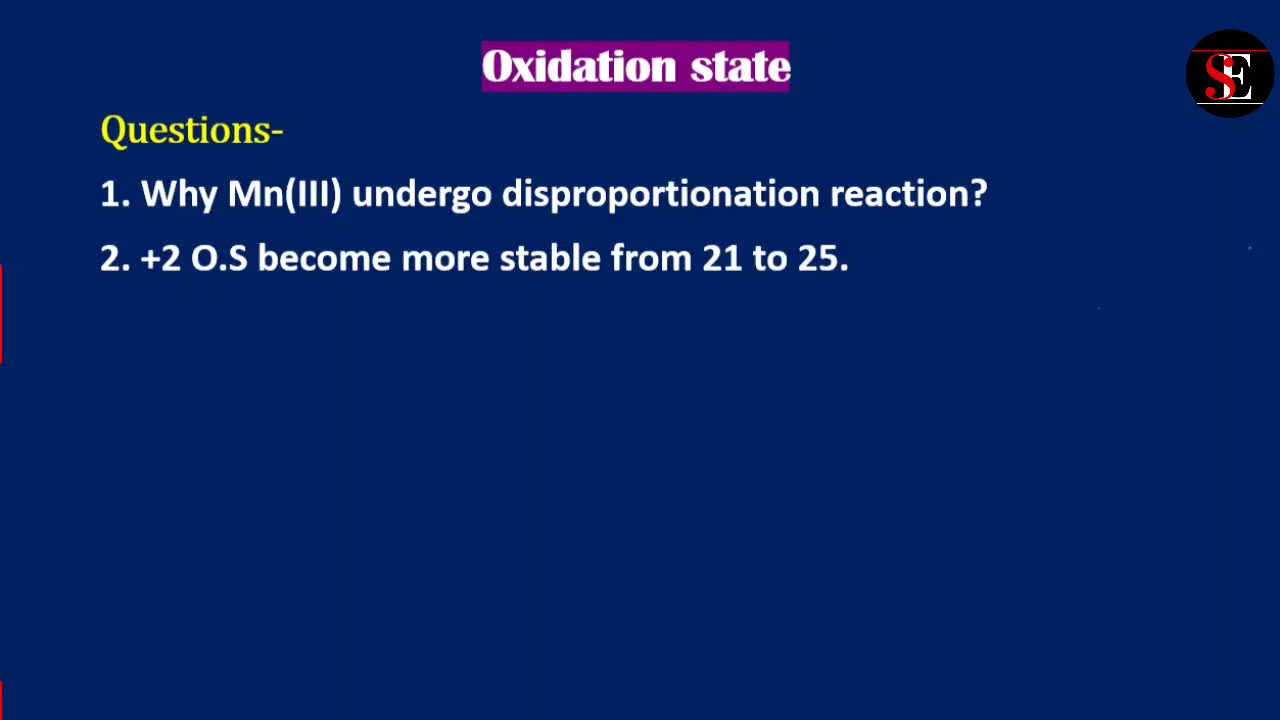 Oxidation state
SE
Questions-
1. Why Mn(III) undergo disproportionation reaction?
2. +2 O.S become more stable from 21 to 25.